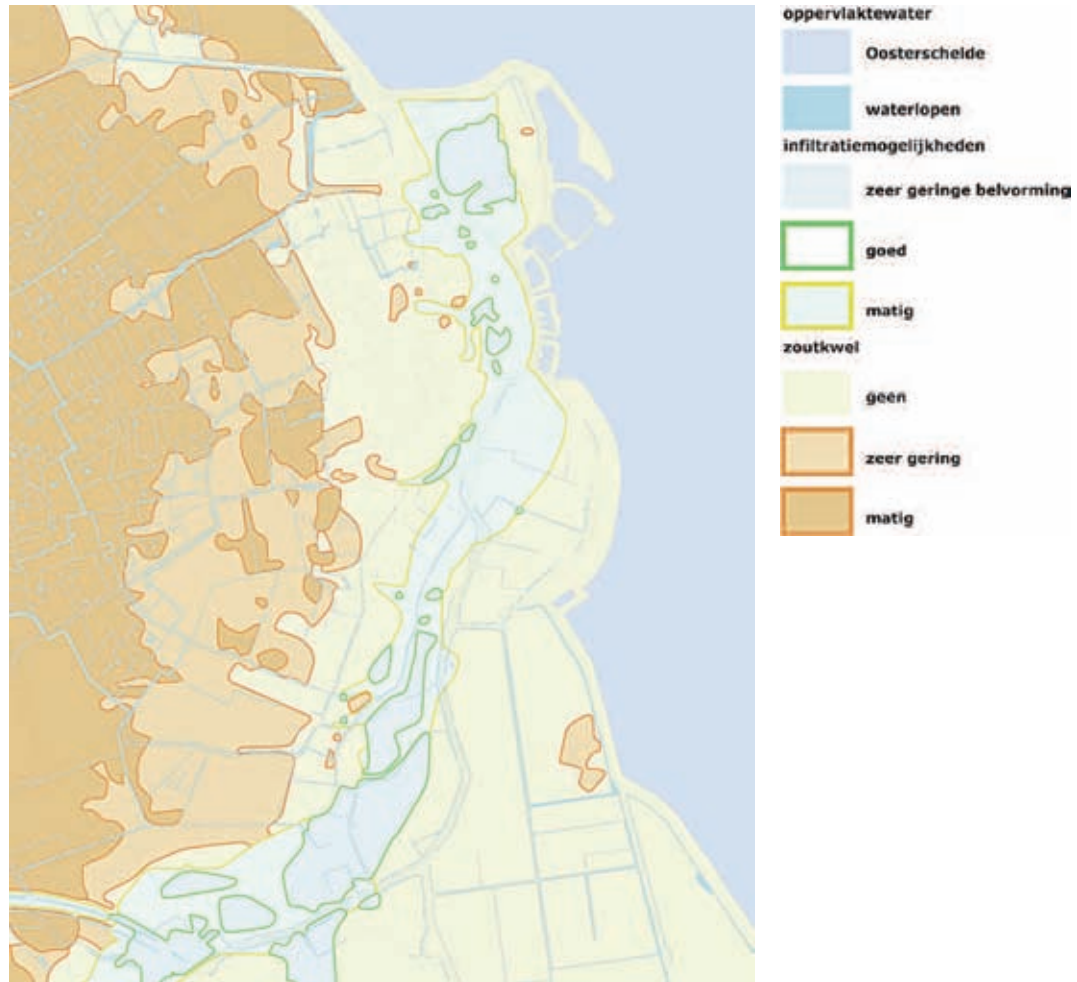 oppervlaktewater
Oosterschelde
waterlopen
infiltratiemogelijkheden
zeer geringe belvorming
goed
matig
zoutkwel
geen
zeer gering
matig